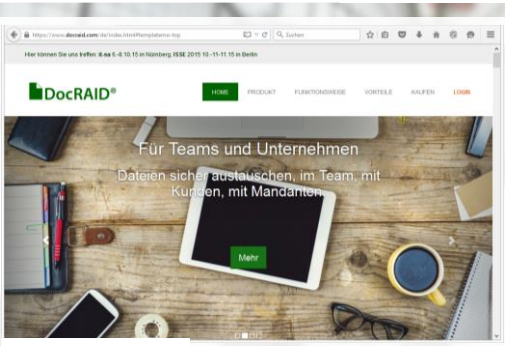 https://www.docraid.com/de/index.html#templatemo-top
Suchen
Hier können Sie uns treffen: it-sa 6.-8.10.15 in Nürnberg, ISSE 2015 10.-11-11.15 in Berlin
DocRAID®
HOME PRODUKT FUNKTIONSWEISE VORTEILE KAUFEN LOGIN
Für Teams und Unternehmen
Dateien sicher austauschen, im Team, mit
Kunden, mit Mandanten.
Mehr